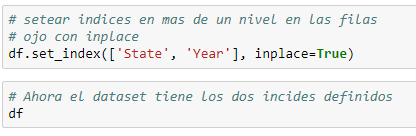 # setear indices en mas de un nivel en las filas
# ojo con inplace
df.set_index(['State', 'Year'], inplace=True)
# Ahora el dataset tiene los dos incides definidos
df